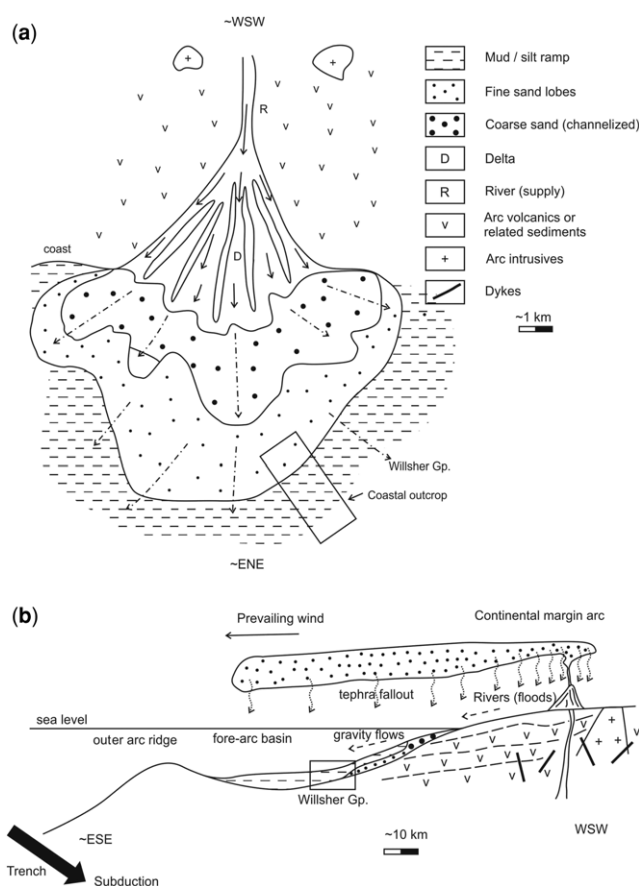 (a)
~WSW
R
D
coast
Willsher Gp.
Coastal outcrop
~ENE
Mud / silt ramp
Fine sand lobes
Coarse sand (channelized)
D
Delta
R
River (supply)
v
Arc volcanics or
related sediments
+
Arc intrusives
Dykes
~1 km
(b)
Prevailing wind
Continental margin arc
tephra fallout
Rivers (floods)
sea level
outer arc ridge
fore-arc basin
gravity flows
Willsher Gp.
~ESE
~10 km
WSW
Trench
Subduction